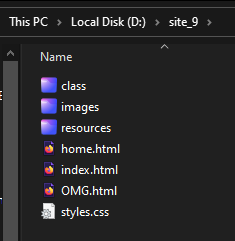 This PC > Local Disk (D:) > site_9
Name
class
images
resources
home.html
index.html
OMG.html
styles.css